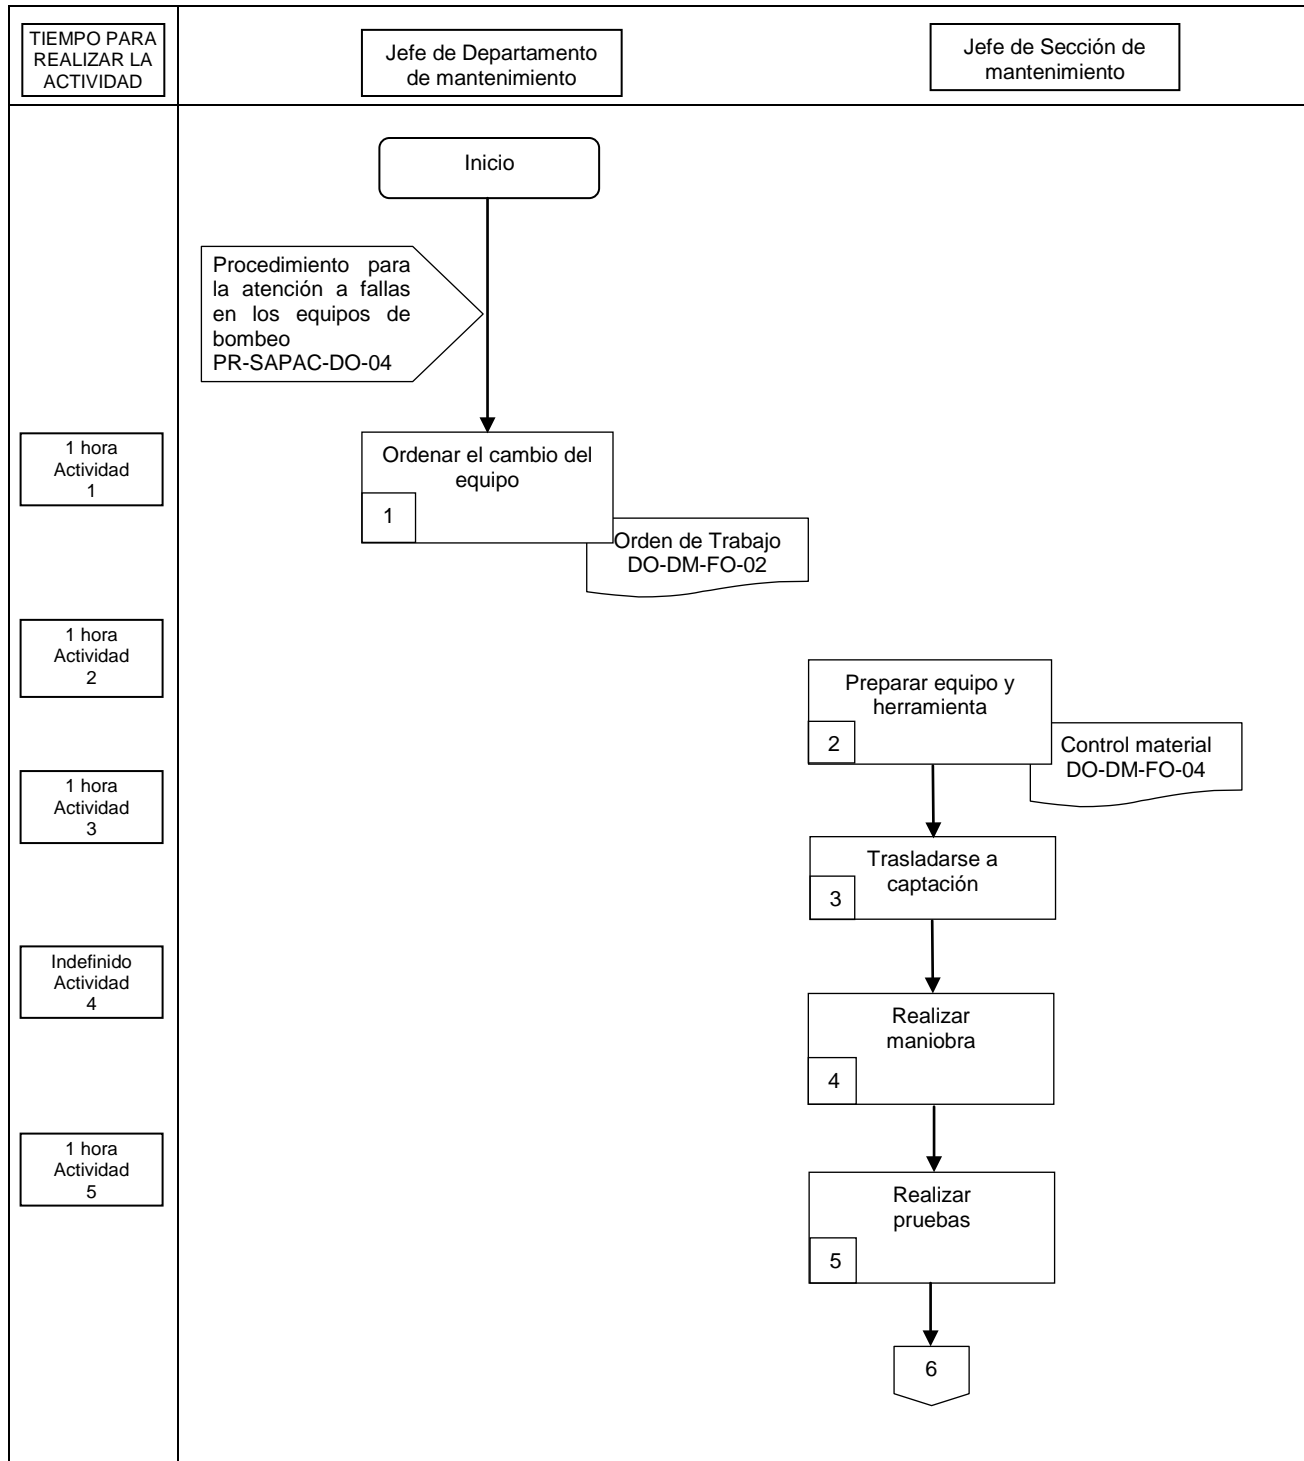 TIEMPO PARA
REALIZAR LA
ACTIVIDAD
Jefe de Departamento
de mantenimiento
Jefe de Sección de
mantenimiento
Inicio
Procedimiento para
la atención a fallas
en los equipos de
bombeo
PR-SAPAC-DO-04
1 hora
Actividad
1
Ordenar el cambio del
equipo
1
Orden de Trabajo
DO-DM-FO-02
1 hora
Actividad
2
Preparar equipo y
herramienta
2
Control material
DO-DM-FO-04
1 hora
Actividad
3
Trasladarse a
captación
3
Indefinido
Actividad
4
Realizar
maniobra
4
1 hora
Actividad
5
Realizar
pruebas
5
6